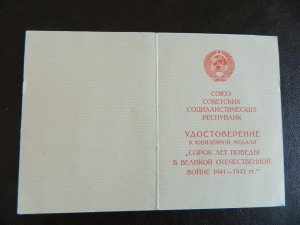 СОЮЗ
СОВЕТСКИХ
СОЦИАЛИСТИЧЕСКИХ
РЕСПУБЛИК
УДОСТОВЕРЕНИЕ
К ЮБИЛЕЙНОЙ МЕДАЛИ
„СОРОК ЛЕТ ПОБЕДЫ
В ВЕЛИКОЙ ОТЕЧЕСТВЕННОЙ
ВОЙНЕ 1941—1945 гг.”